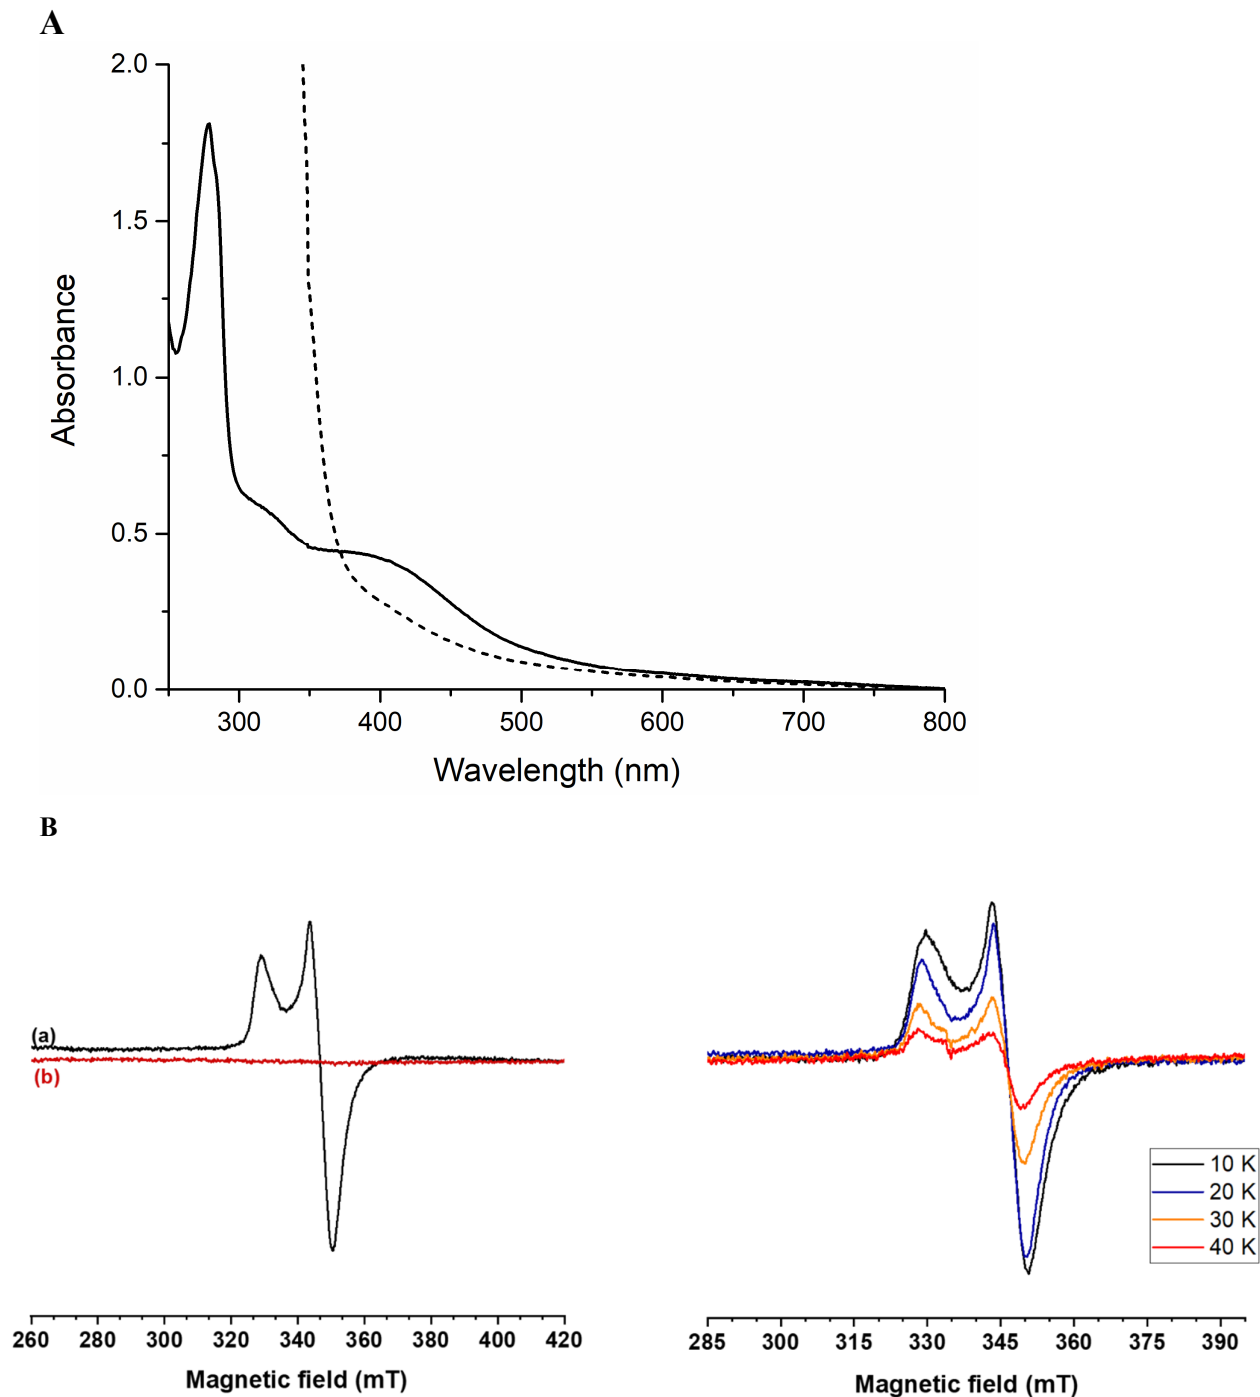 A
2.0
1.5
1.0
0.5
0.0
Absorbance
300 400 500 600 700 800
Wavelength (nm)
B
(a)
(b)
260 280 300 320 340 360 380 400 420
Magnetic field (mT)
10 K
20 K
30 K
40 K
285 300 315 330 345 360 375 390
Magnetic field (mT)